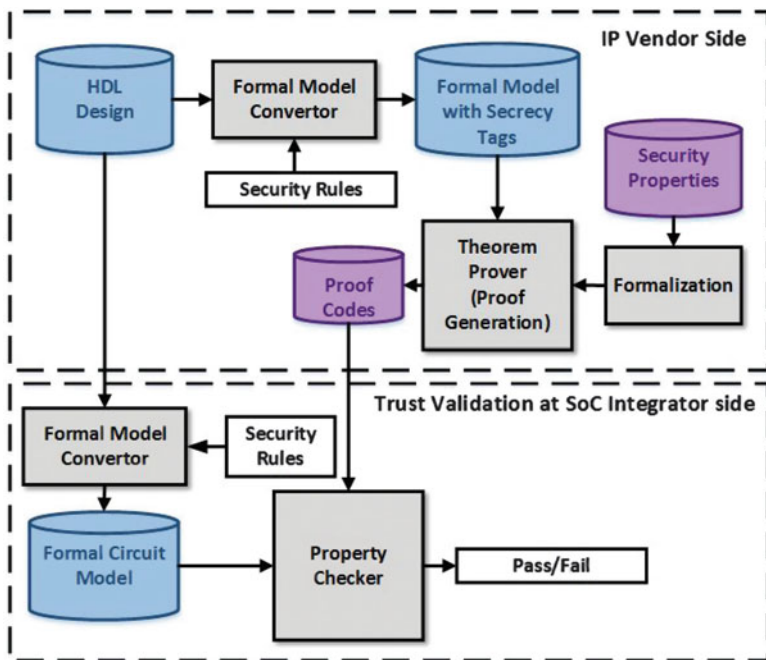 IP Vendor Side
HDL
Design
Formal Model
Convertor
Formal Model
with Secrecy
Tags
Security Rules
Security
Properties
Proof
Codes
Theorem
Prover
(Proof
Generation)
Formalization
Trust Validation at SoC Integrator side
Formal Model
Convertor
Security
Rules
Formal Circuit
Model
Property
Checker
Pass/Fail